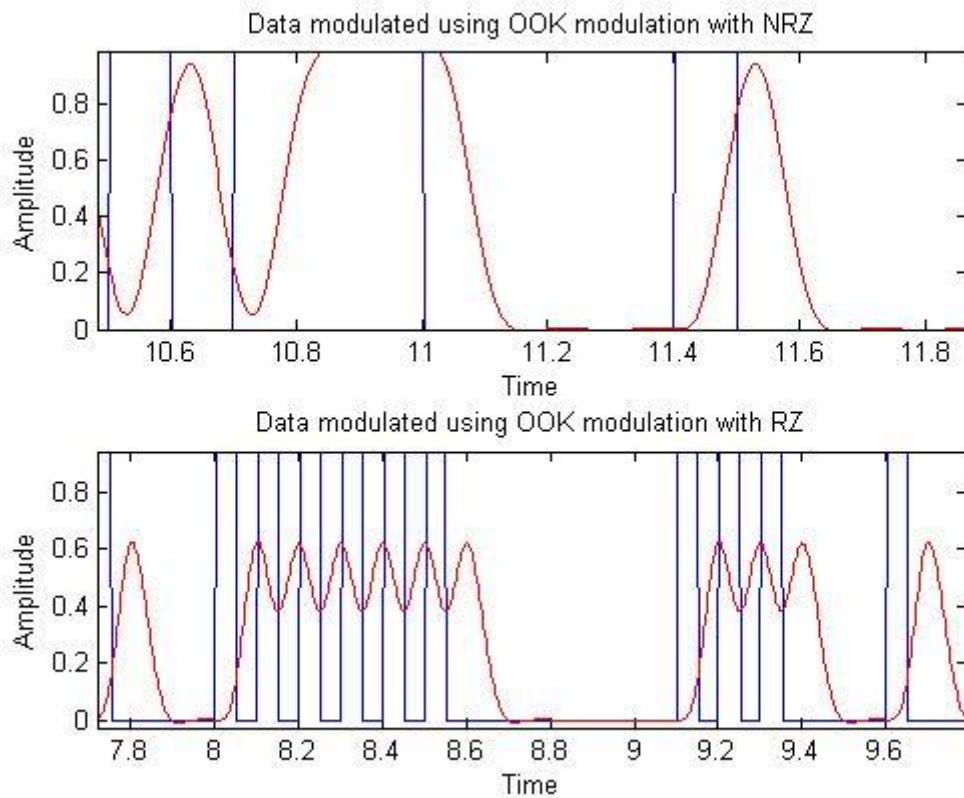 Data modulated using OOK modulation with NRZ
0.8
0.6
0.4
0.2
0
Amplitude
10.6 10.8 11 11.2 11.4 11.6 11.8
Time
Data modulated using OOK modulation with RZ
0.8
0.6
0.4
0.2
0
Amplitude
7.8 8 8.2 8.4 8.6 8.8 9 9.2 9.4 9.6
Time